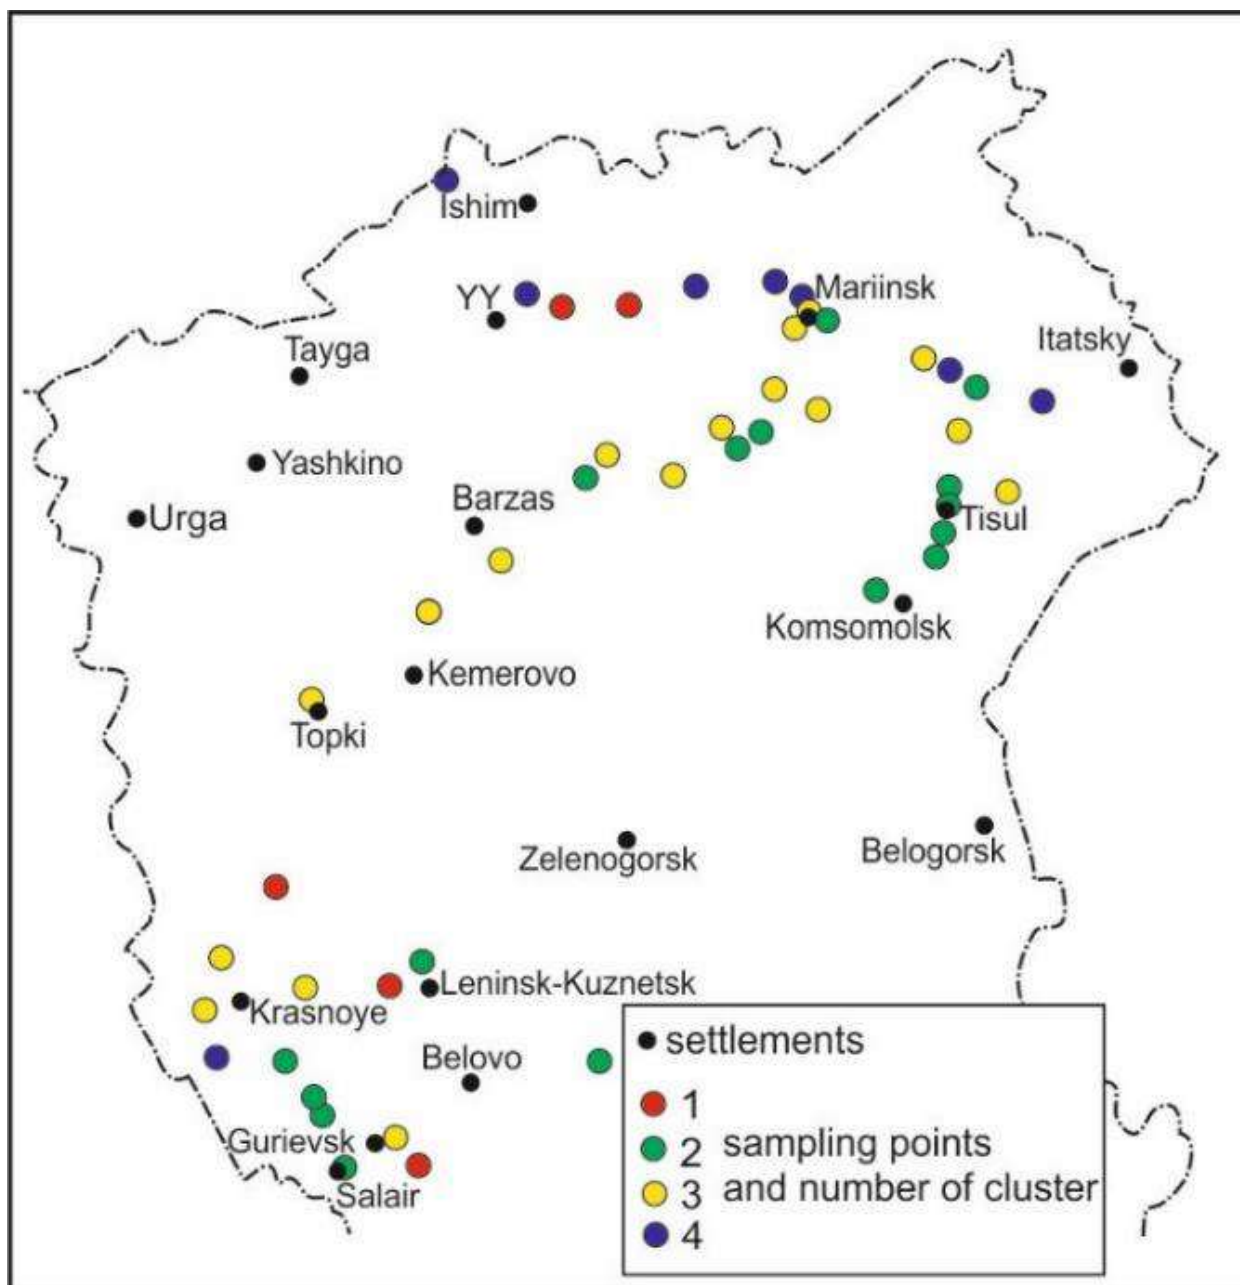 Ishim
YY
Mariinsk
Tayga
Itatsky
Yashkino
Barzas
Urga
Tisul
Komsomolsk
Kemerovo
Topki
Zelenogorsk
Belogorsk
Leninsk-Kuznetsk
Krasnoye
settlements
Belovo
1
Gurievsk
2 sampling points
3 and number of cluster
Salair
4